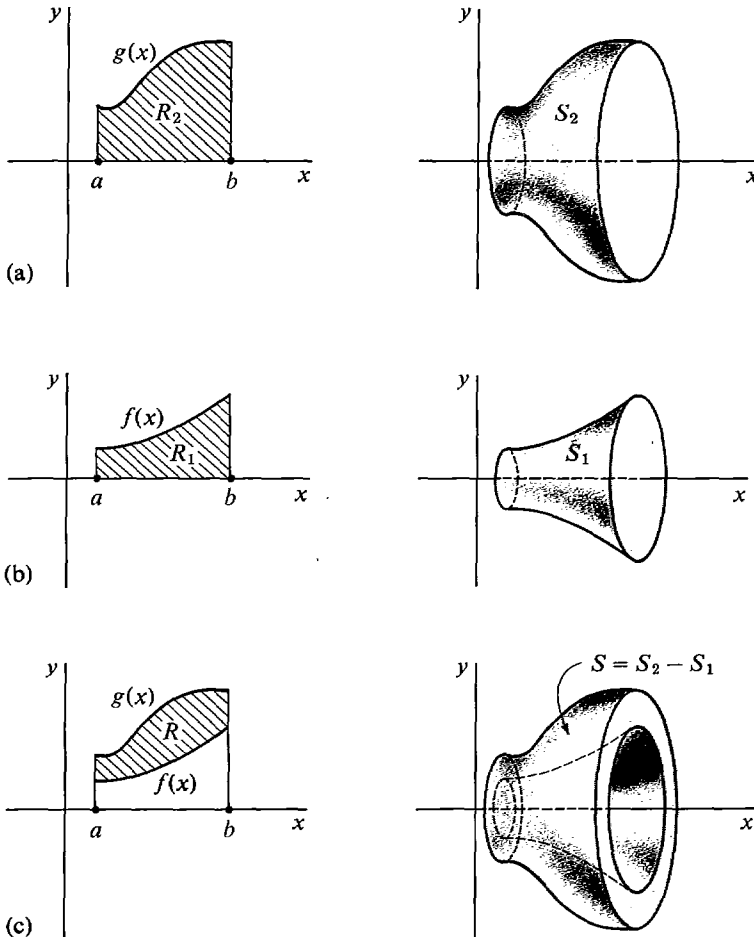 y
g(x)
R₂
a
b
x
(a)
S₂
x
y
f(x)
R₁
a
b
x
(b)
y
S₁
x
y
g(x)
R
f(x)
a
b
x
(c)
y
S = S₂ − S₁
x